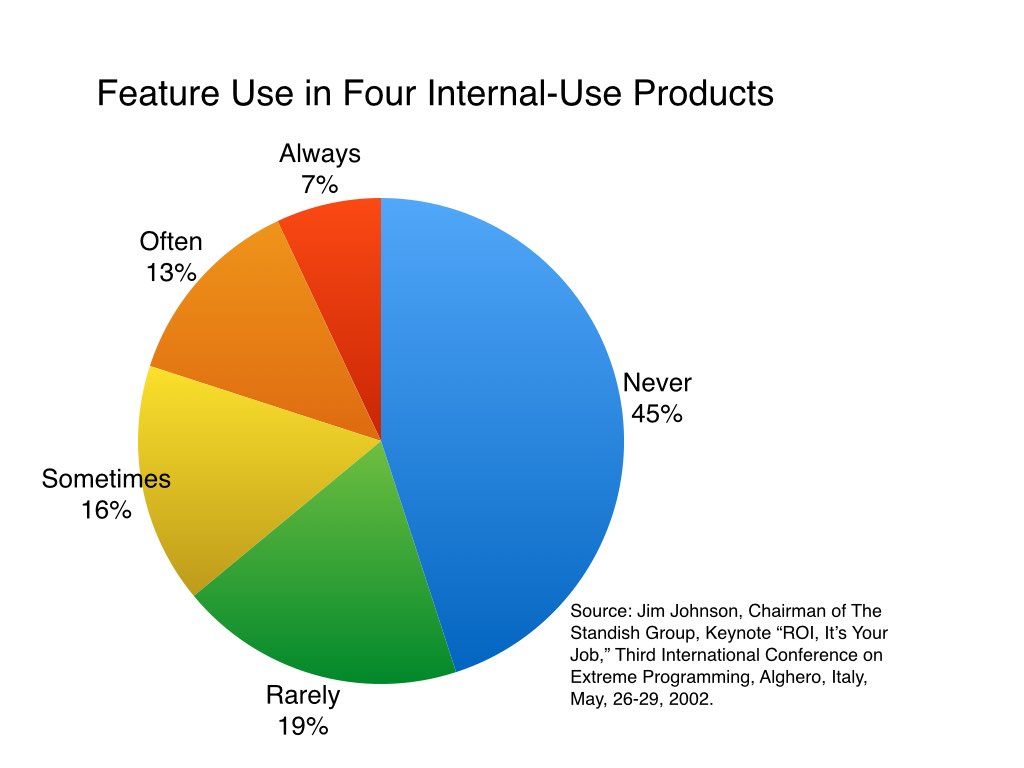 Feature Use in Four Internal-Use Products
Always
7%
Often
13%
Never
45%
Sometimes
16%
Rarely
19%
Source: Jim Johnson, Chairman of The
Standish Group, Keynote “ROI, It’s Your
Job,” Third International Conference on
Extreme Programming, Alghero, Italy,
May, 26-29, 2002.